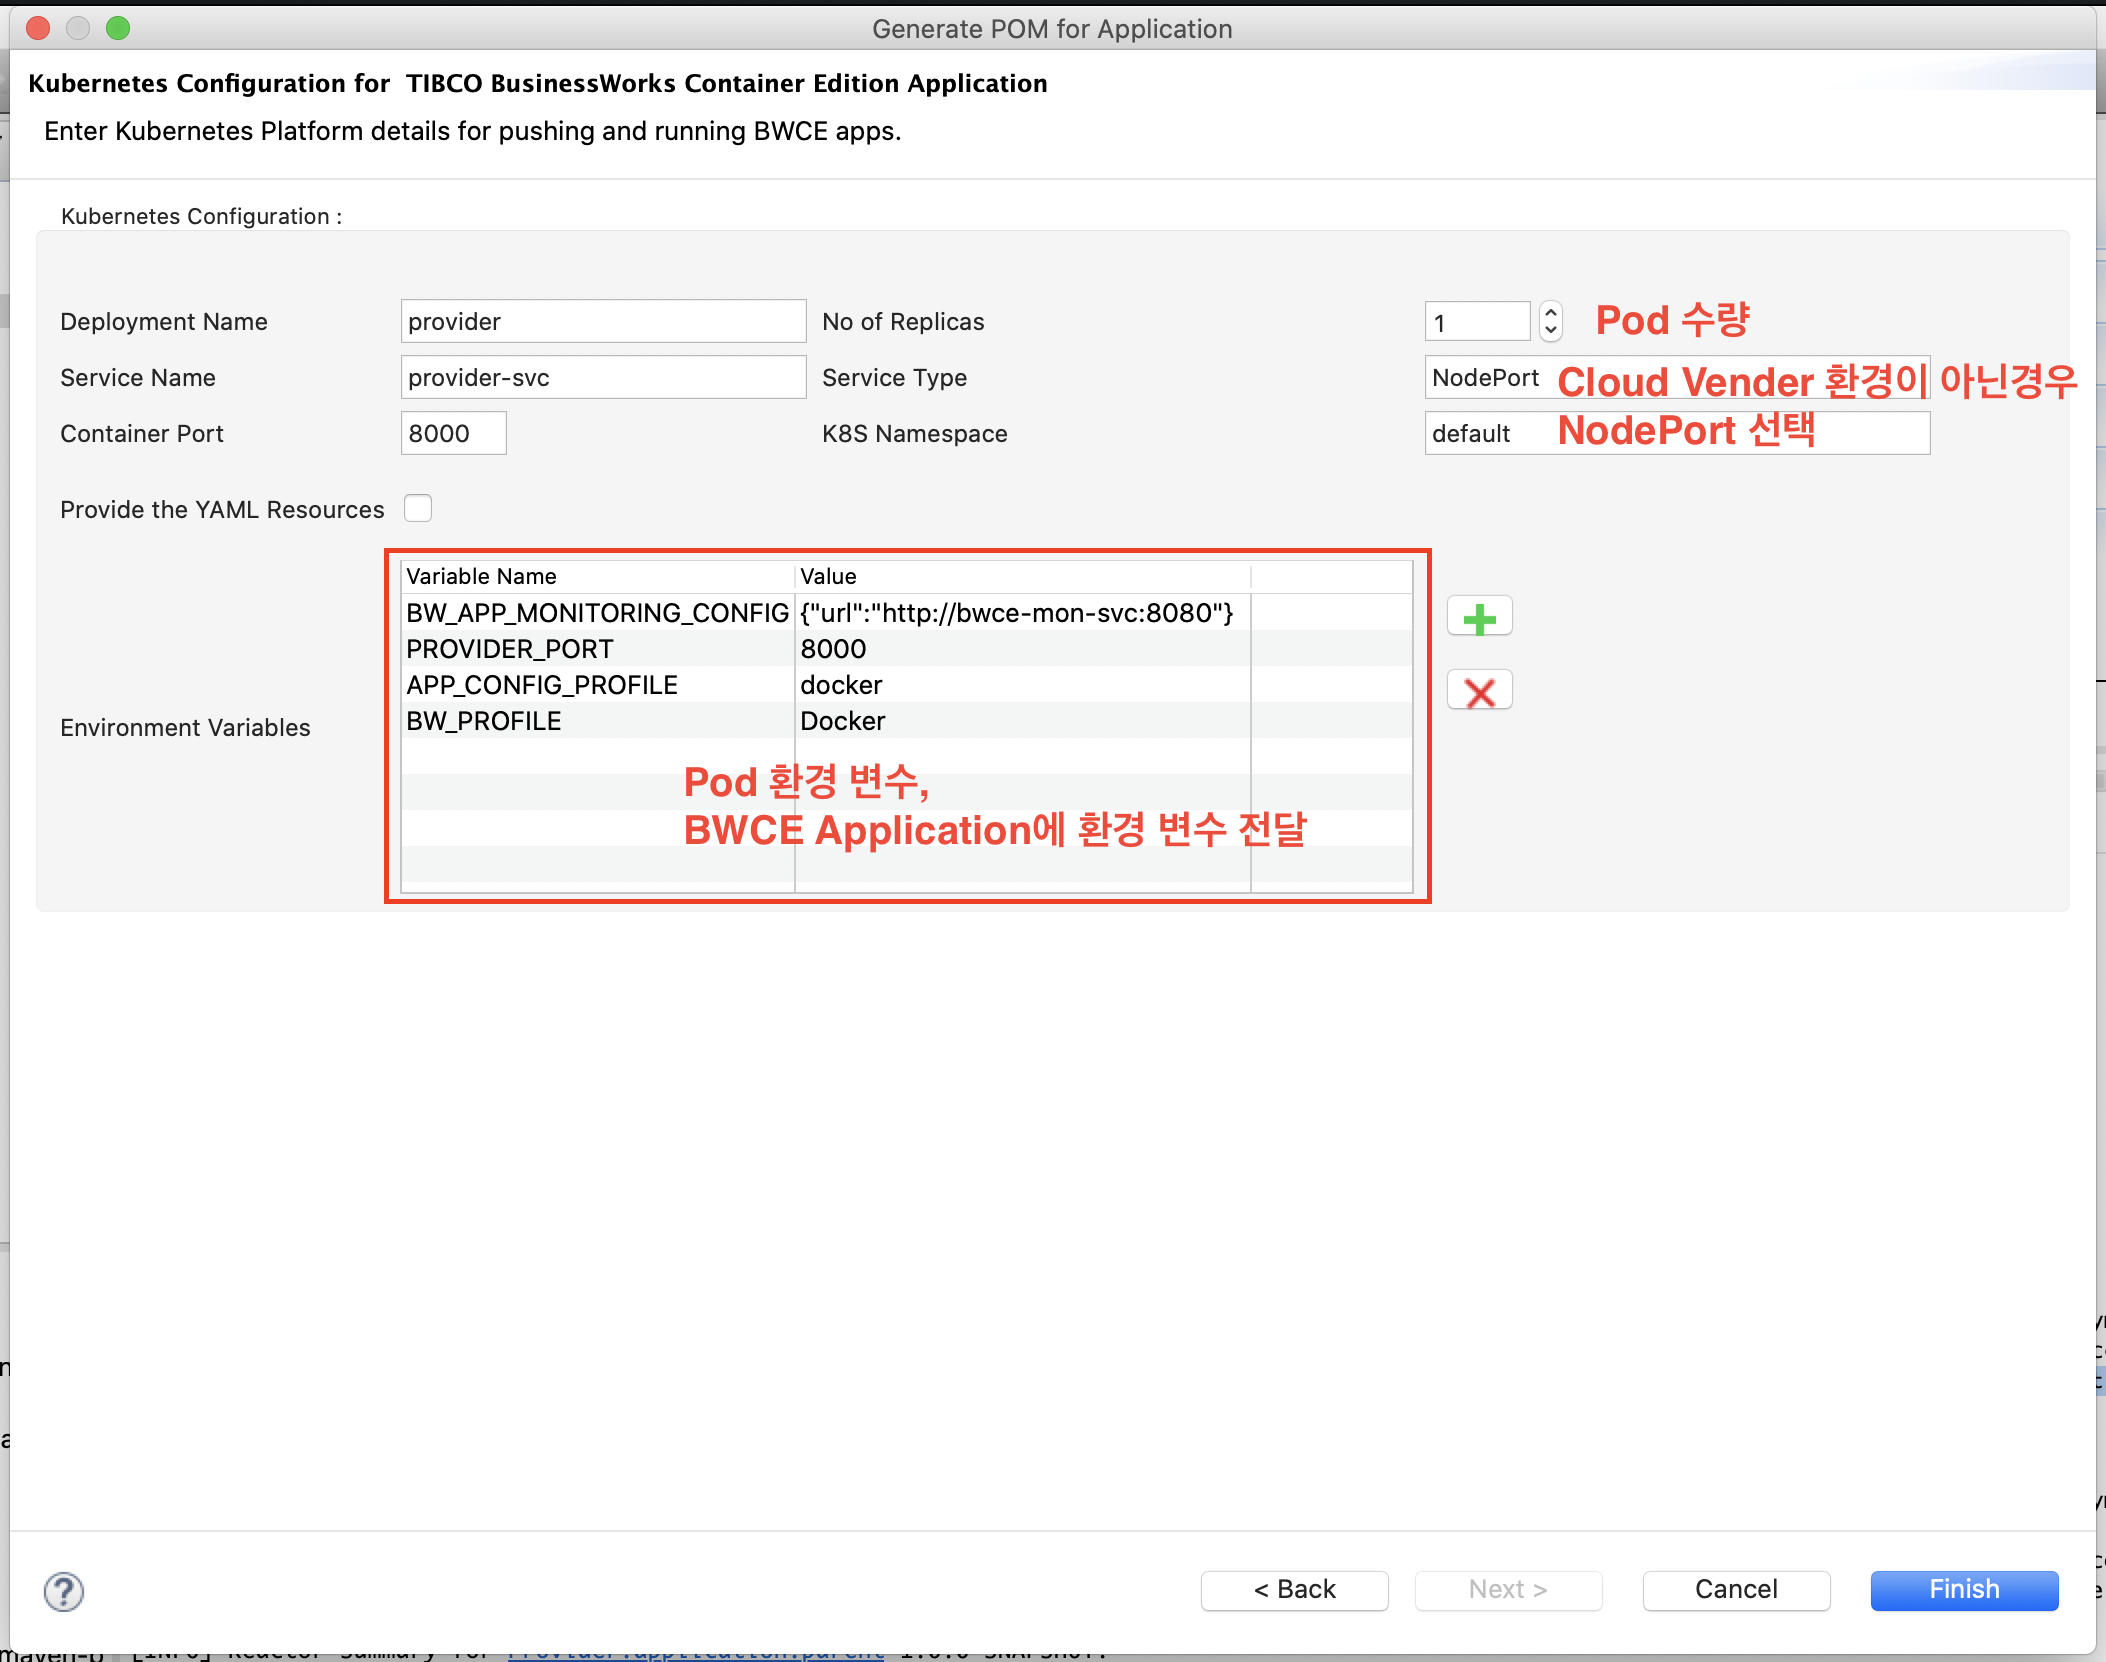 Generate POM for Application
Kubernetes Configuration for  TIBCO BusinessWorks Container Edition Application
Enter Kubernetes Platform details for pushing and running BWCE apps.
Kubernetes Configuration :
Deployment Name provider No of Replicas 1 Pod 수량
Service Name provider-svc Service Type NodePort Cloud Vender 환경이 아닌경우
Container Port 8000 K8S Namespace default NodePort 선택
Provide the YAML Resources
Variable Name Value
BW_APP_MONITORING_CONFIG {"url":"http://bwce-mon-svc:8080"}
PROVIDER_PORT 8000
APP_CONFIG_PROFILE docker
BW_PROFILE Docker
Environment Variables
Pod 환경 변수,
BWCE Application에 환경 변수 전달
? < Back Next > Cancel Finish
maven-p [INFO] Reactor Summary for Provider.application.parent 1.0.0-SNAPSHOT: